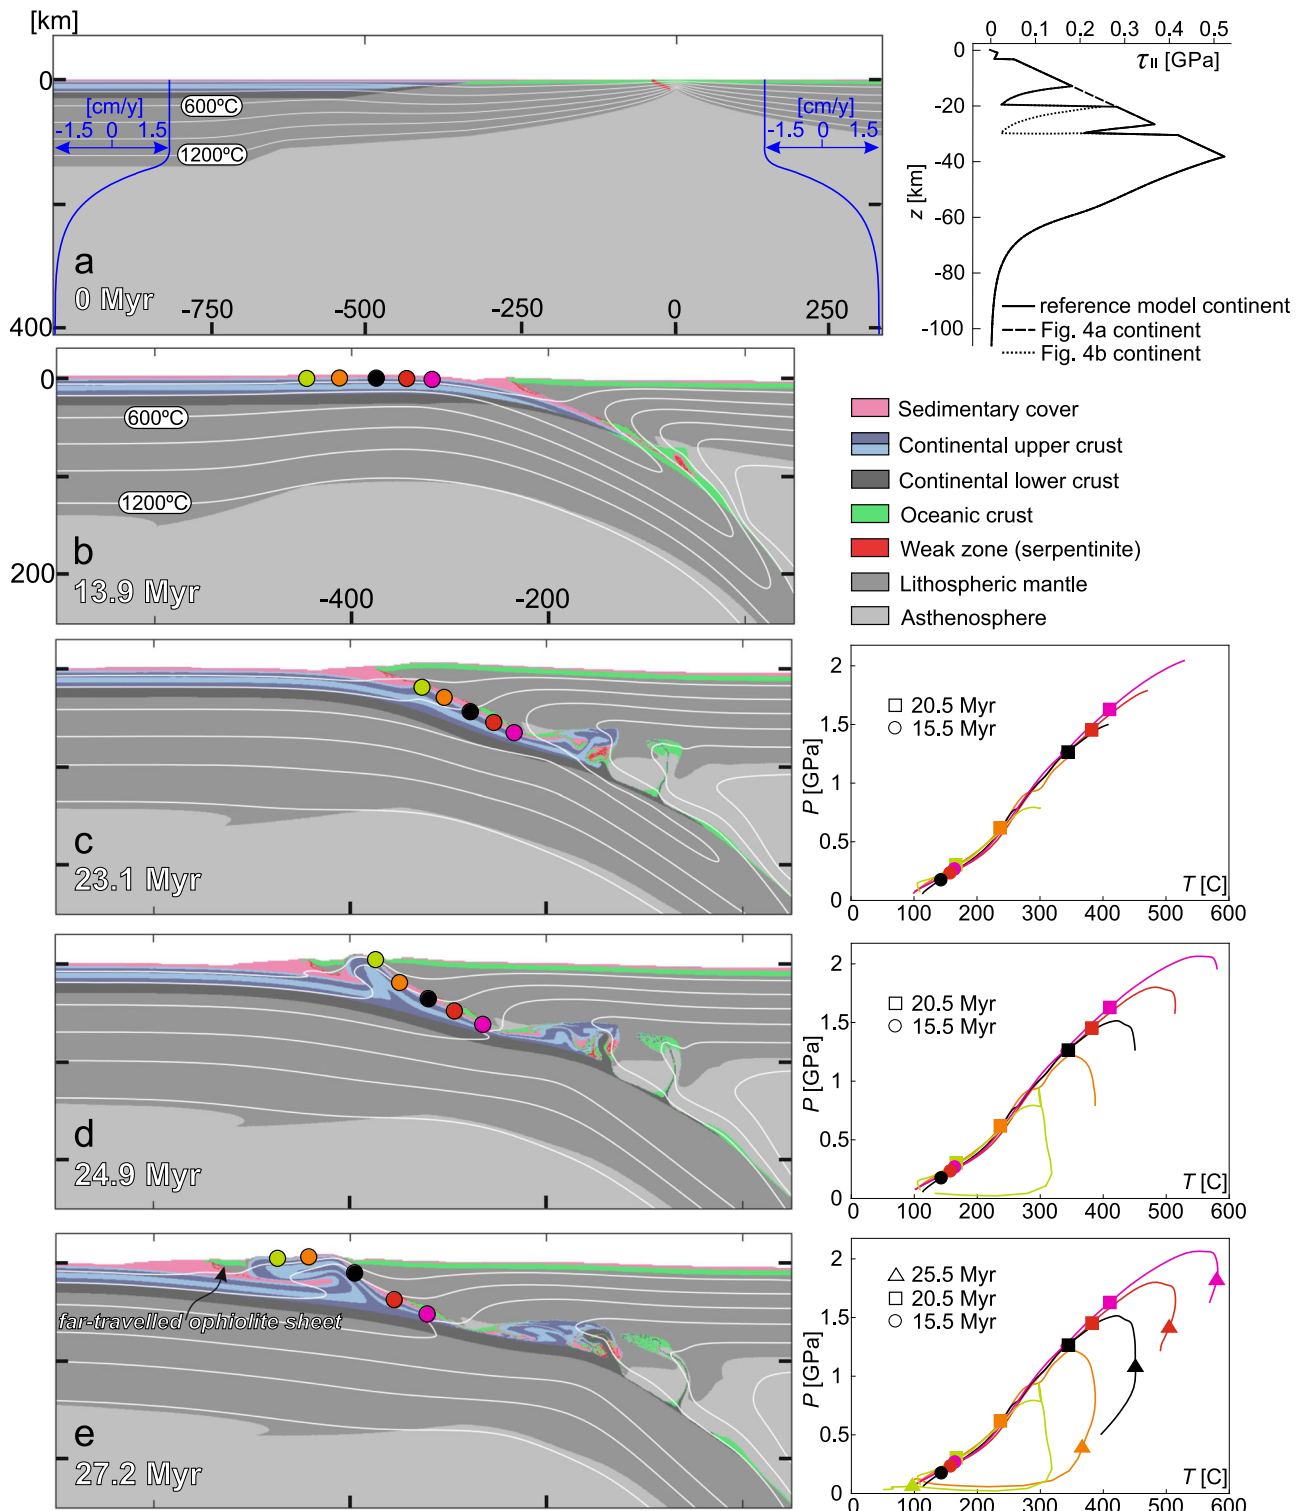 [km]
0
600ºC
1200ºC
[cm/y]
-1.5 0 1.5
[cm/y]
-1.5 0 1.5
a
0 Myr
-750 -500 -250 0 250
400
0 0.1 0.2 0.3 0.4 0.5
τII [GPa]
0
-20
-40
-60
-80
-100
z [km]
reference model continent
Fig. 4a continent
Fig. 4b continent
0
600ºC
1200ºC
b
13.9 Myr
200
-400 -200
Sedimentary cover
Continental upper crust
Continental lower crust
Oceanic crust
Weak zone (serpentinite)
Lithospheric mantle
Asthenosphere
c
23.1 Myr
2
1.5
1
0.5
0
P [GPa]
20.5 Myr
15.5 Myr
T [C]
0 100 200 300 400 500 600
d
24.9 Myr
-400 -200
2
1.5
1
0.5
0
P [GPa]
20.5 Myr
15.5 Myr
T [C]
0 100 200 300 400 500 600
far-travelled ophiolite sheet
e
27.2 Myr
2
1.5
1
0.5
0
P [GPa]
25.5 Myr
20.5 Myr
15.5 Myr
T [C]
0 100 200 300 400 500 600